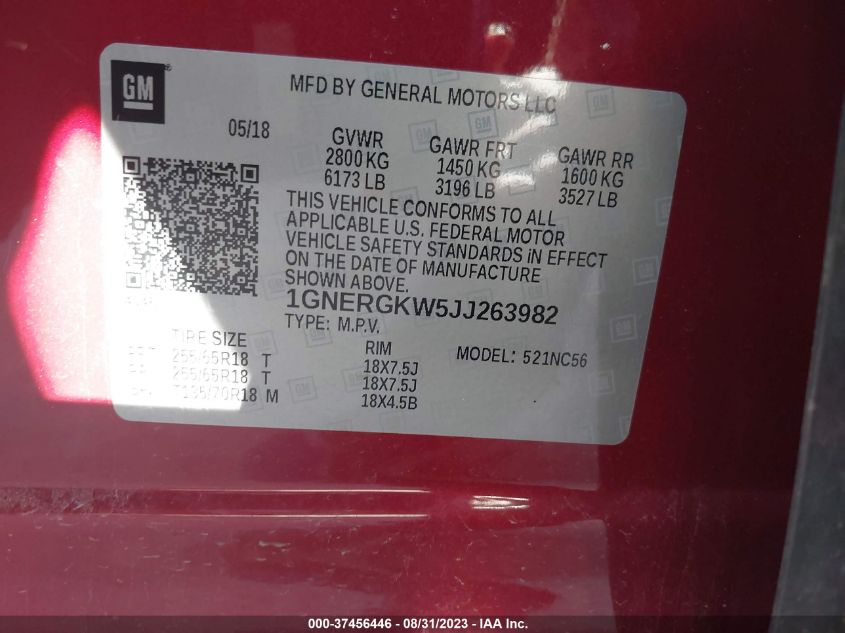 GM
MFD BY GENERAL MOTORS LLC
05/18
GVWR GAWR FRT GAWR RR
2800 KG 1450 KG 1600 KG
6173 LB 3196 LB 3527 LB
THIS VEHICLE CONFORMS TO ALL
APPLICABLE U.S. FEDERAL MOTOR
VEHICLE SAFETY STANDARDS iN EFFECT
ON THE DATE OF MANUFACTURE
SHOWN ABOVE.
1GNERGKW5JJ263982
TYPE: M.P.V.
TIRE SIZE RIM MODEL: 521NC56
255/65R18 T 18X7.5J
255/65R18 T 18X7.5J
T135/70R18 M 18X4.5B
000-37456446 - 08/31/2023 - IAA Inc.